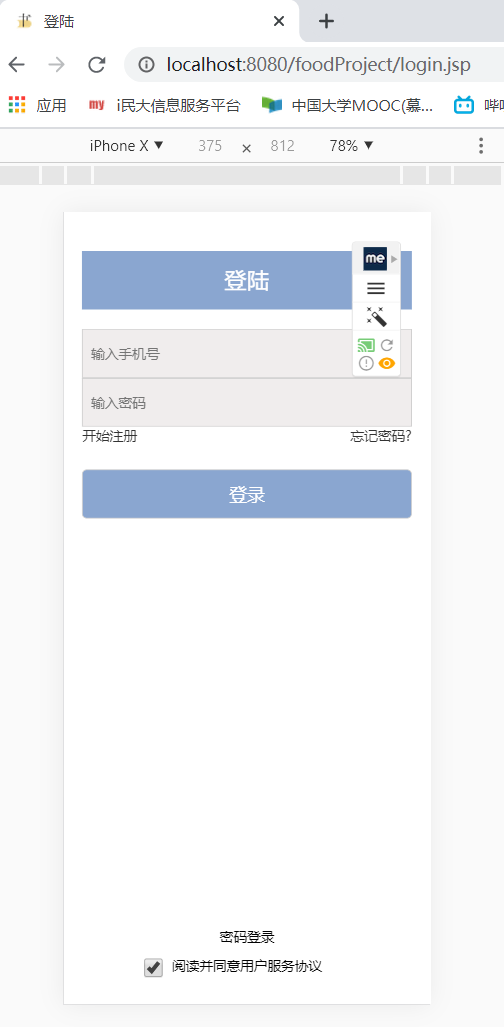 登陆
localhost:8080/foodProject/login.jsp
应用 my i民大信息服务平台 中国大学MOOC(慕... 哔
iPhone X ▼ 375 × 812 78% ▼
me
登陆
输入手机号
输入密码
开始注册 忘记密码?
登录
密码登录
阅读并同意用户服务协议